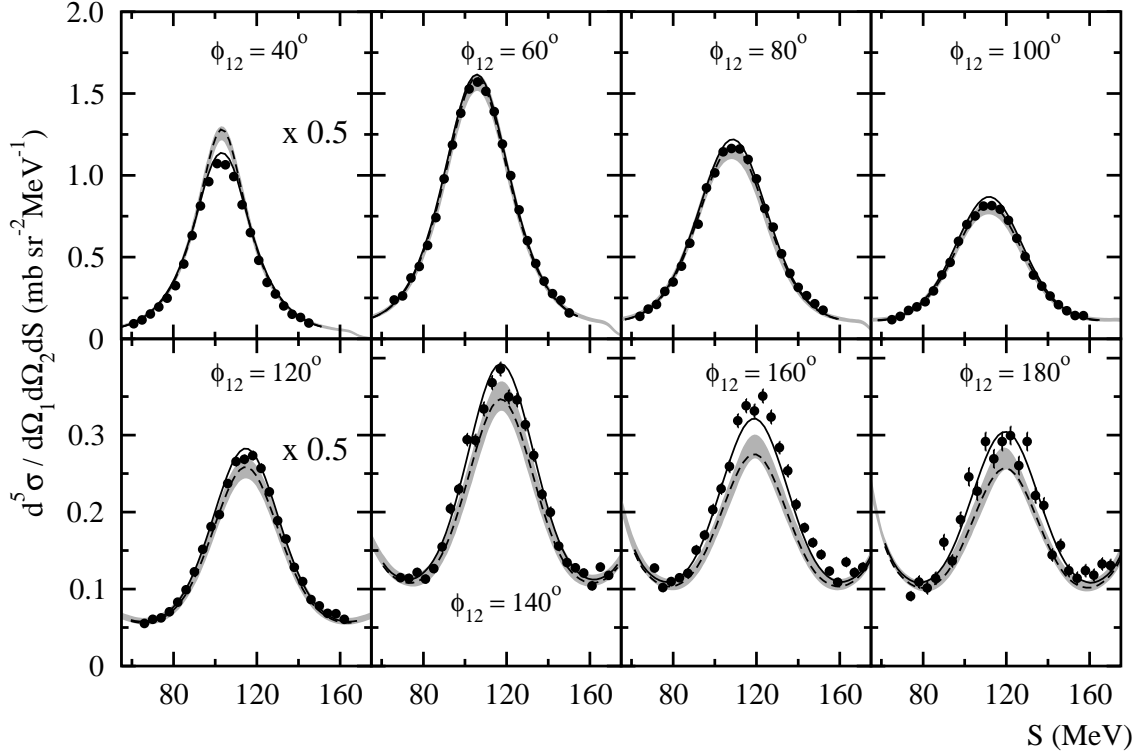 d⁵σ / dΩ₁dΩ₂dS (mb sr⁻²MeV⁻¹)
2.0
1.5
1.0
0.5
0
ϕ₁₂ = 40°
x 0.5
ϕ₁₂ = 60°
ϕ₁₂ = 80°
ϕ₁₂ = 100°
0.3
0.2
0.1
0
ϕ₁₂ = 120°
x 0.5
ϕ₁₂ = 140°
ϕ₁₂ = 160°
ϕ₁₂ = 180°
80 120 160 80 120 160 80 120 160 80 120 160
S (MeV)